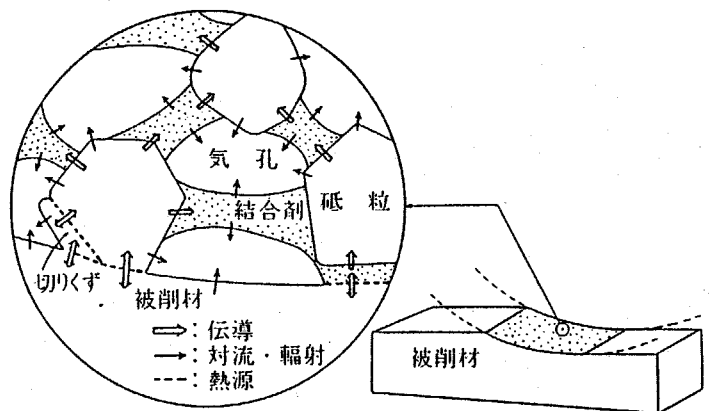 気孔
結合剤
砥粒
切りくず
被削材
⇨：伝導
→：対流・輻射
----：熱源
被削材